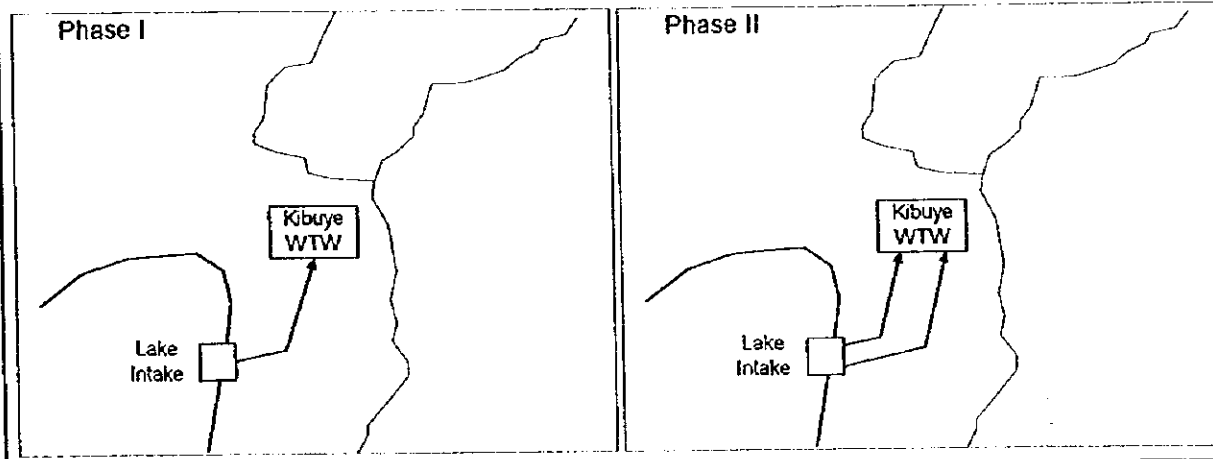 Phase I
Kibuye
WTW
Lake
Intake
Phase II
Kibuye
WTW
Lake
Intake